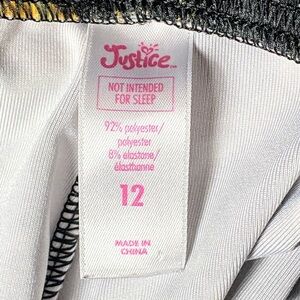 Justice
NOT INTENDED
FOR SLEEP
92% polyester/
polyester
8% elastane/
élasthanne
12
MADE IN
CHINA